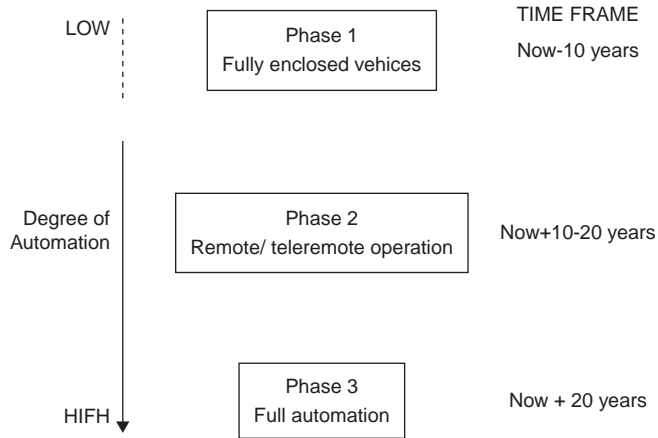 LOW
Phase 1
Fully enclosed vehices
TIME FRAME
Now-10 years
Degree of
Automation
Phase 2
Remote/ teleremote operation
Now+10-20 years
HIFH
Phase 3
Full automation
Now + 20 years